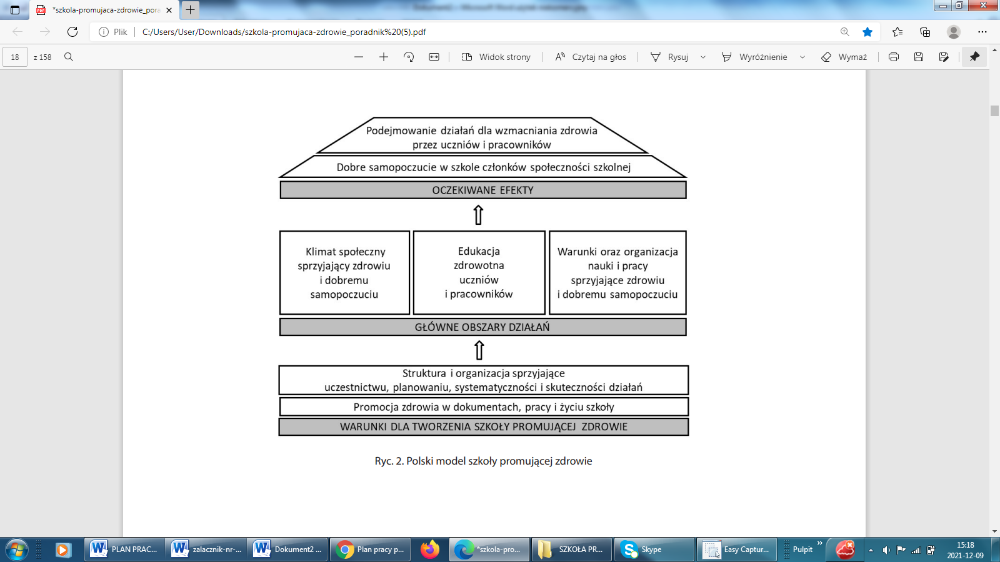 *szkola-promujaca-zdrowie_pora
Plik
C:/Users/User/Downloads/szkola-promujaca-zdrowie_poradnik%20(5).pdf
18 z 158
Widok strony
Czytaj na głos
Rysuj
Wyróżnienie
Wymaż
Podejmowanie działań dla wzmacniania zdrowia
przez uczniów i pracowników
Dobre samopoczucie w szkole członków społeczności szkolnej
OCZEKIWANE EFEKTY
Klimat społeczny
sprzyjający zdrowiu
i dobremu
samopoczuciu
Edukacja
zdrowotna
uczniów
i pracowników
Warunki oraz organizacja
nauki i pracy
sprzyjające zdrowiu
i dobremu samopoczuciu
GŁÓWNE OBSZARY DZIAŁAŃ
Struktura i organizacja sprzyjające
uczestnictwu, planowaniu, systematyczności i skuteczności działań
Promocja zdrowia w dokumentach, pracy i życiu szkoły
WARUNKI DLA TWORZENIA SZKOŁY PROMUJĄCEJ ZDROWIE
Ryc. 2. Polski model szkoły promującej zdrowie
PLAN PRAC...
zalacznik-nr-...
Dokument2 ...
Plan pracy p...
*szkola-pro...
SZKOŁA PR...
Skype
Easy Captur...
Pulpit
15:18
2021-12-09